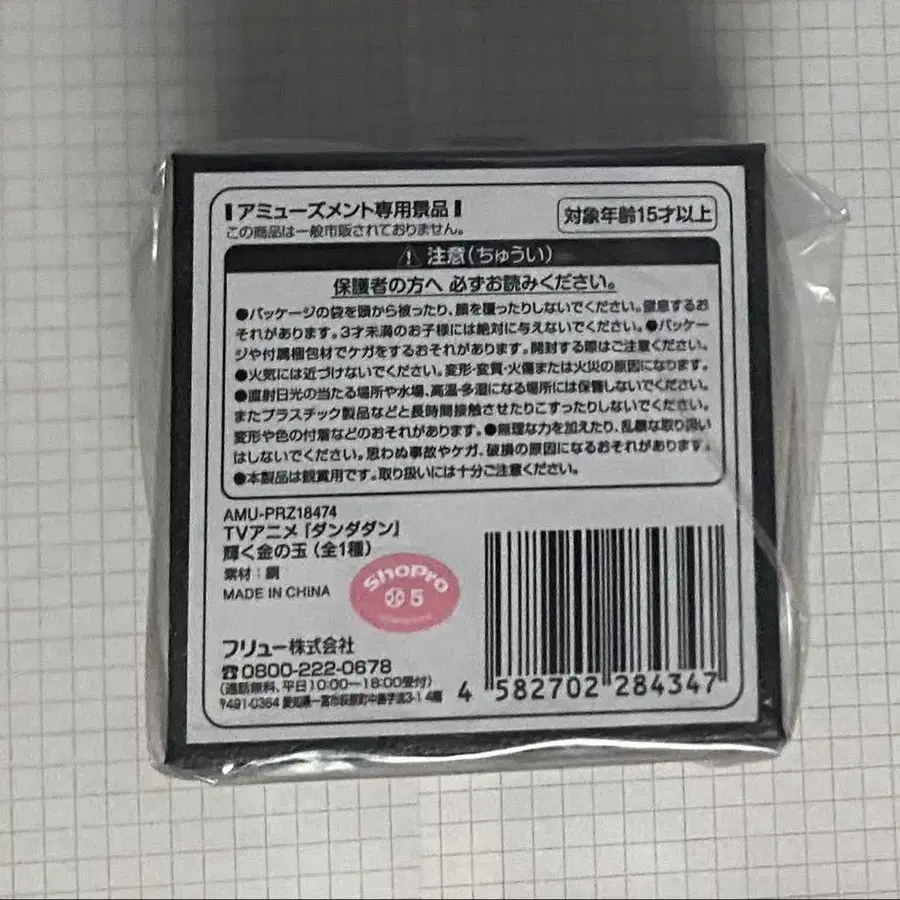 アミューズメント専用景品
対象年齢15才以上
この商品は一般市販されておりません。
注意(ちゅうい)
保護者の方へ 必ずお読みください。
●パッケージの袋を頭から被ったり、顔を覆ったりしないでください。窒息するお
それがあります。3才未満のお子様には絶対に与えないでください。●パッケー
ジや付属梱包材でケガをするおそれがあります。開封する際はご注意ください。
●火気には近づけないでください。変形・変質・火傷または火災の原因になります。
●直射日光の当たる場所や水場、高温・多湿になる場所には保管しないでください。
またプラスチック製品などと長時間接触させたりこすったりしないでください。
変形や色の付着などのおそれがあります。●無理な力を加えたり、乱暴な取り扱い
はしないでください。思わぬ事故やケガ、破損の原因になるおそれがあります。
●本製品は観賞用です。取り扱いには十分ご注意ください。
AMU-PRZ18474
TVアニメ「ダンダダン」
輝く金の玉 (全1種)
素材:鋼
MADE IN CHINA
ShoPro
5
フリュー株式会社
☎0800-222-0678
(通話無料、平日10:00〜18:00受付)
〒491-0364 愛知県一宮市萩原町中島子流3-1 4階
4 582702 284347